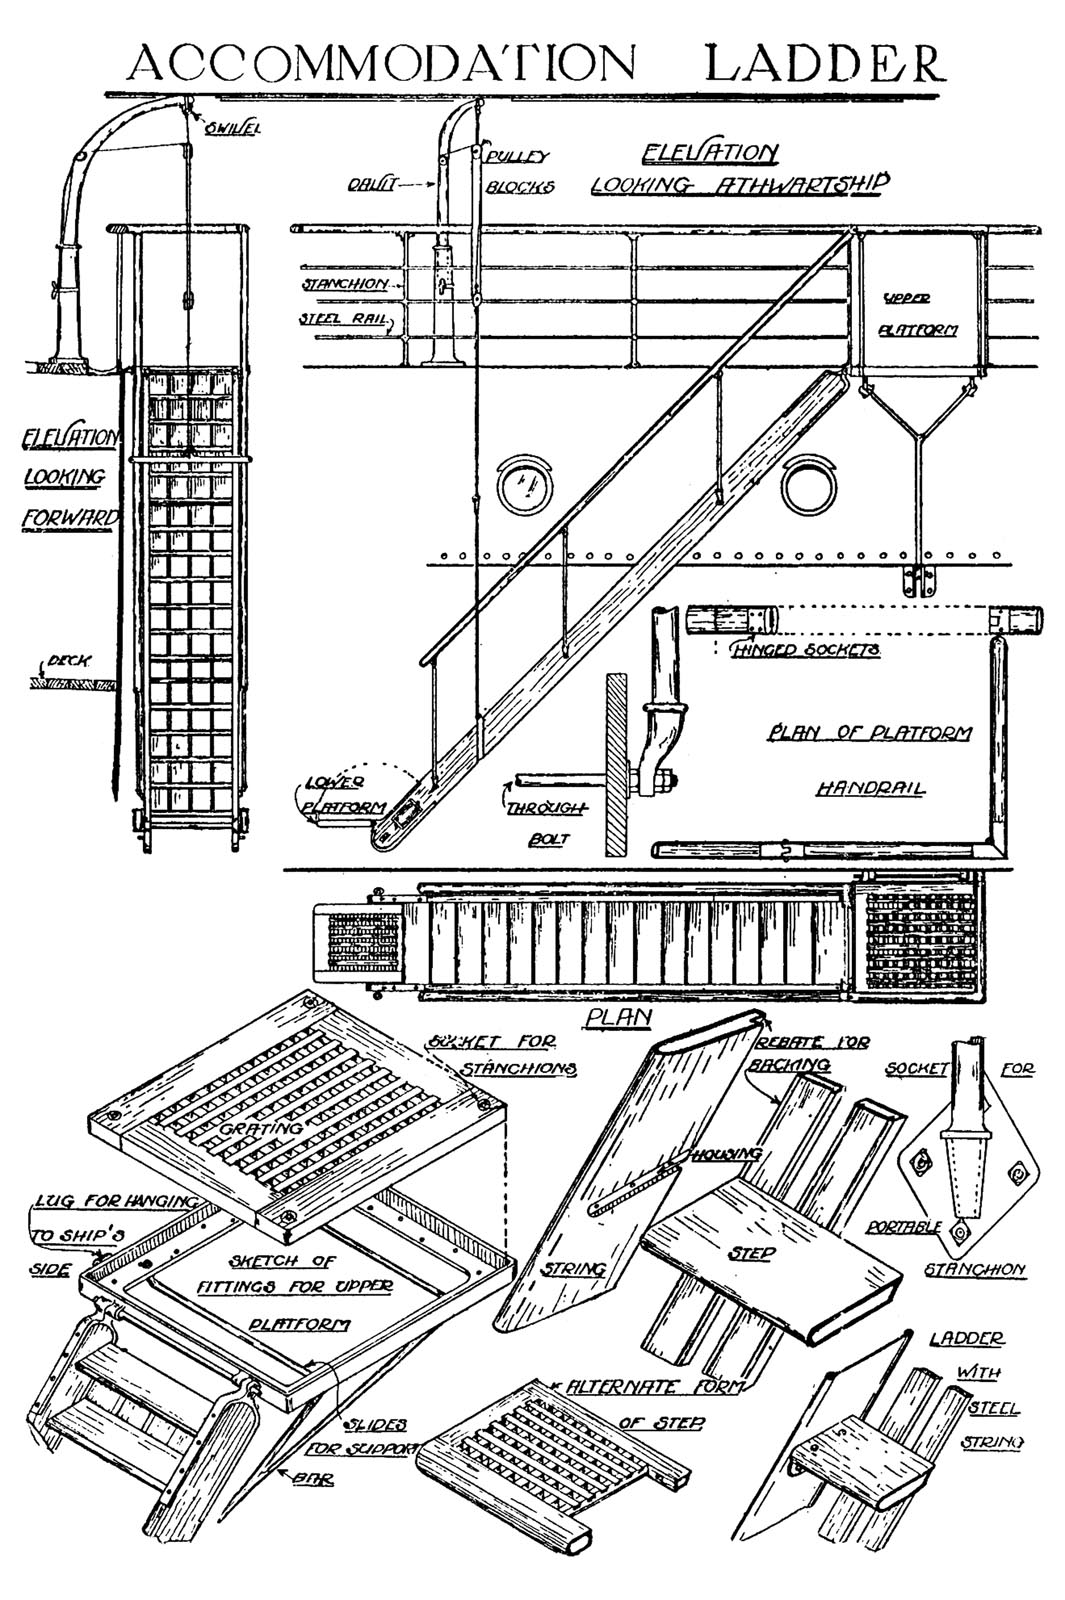 ACCOMMODATION LADDER
SWIVEL
PULLEY
BLOCKS
DAVIT
ELEVATION
LOOKING ATHWARTSHIP
STANCHION
STEEL RAIL
UPPER
PLATFORM
ELEVATION
LOOKING
FORWARD
DECK
HINGED SOCKETS
PLAN OF PLATFORM
HANDRAIL
LOWER
PLATFORM
THROUGH
BOLT
PLAN
SOCKET FOR
STANCHIONS
GRATING
REBATE FOR
BACKING
HOUSING
STRING
STEP
SOCKET FOR
PORTABLE
STANCHION
LUG FOR HANGING
TO SHIP'S
SIDE
SKETCH OF
FITTINGS FOR UPPER
PLATFORM
SLIDES
FOR SUPPORT
BAR
ALTERNATE FORM
OF STEP
LADDER
WITH
STEEL
STRING